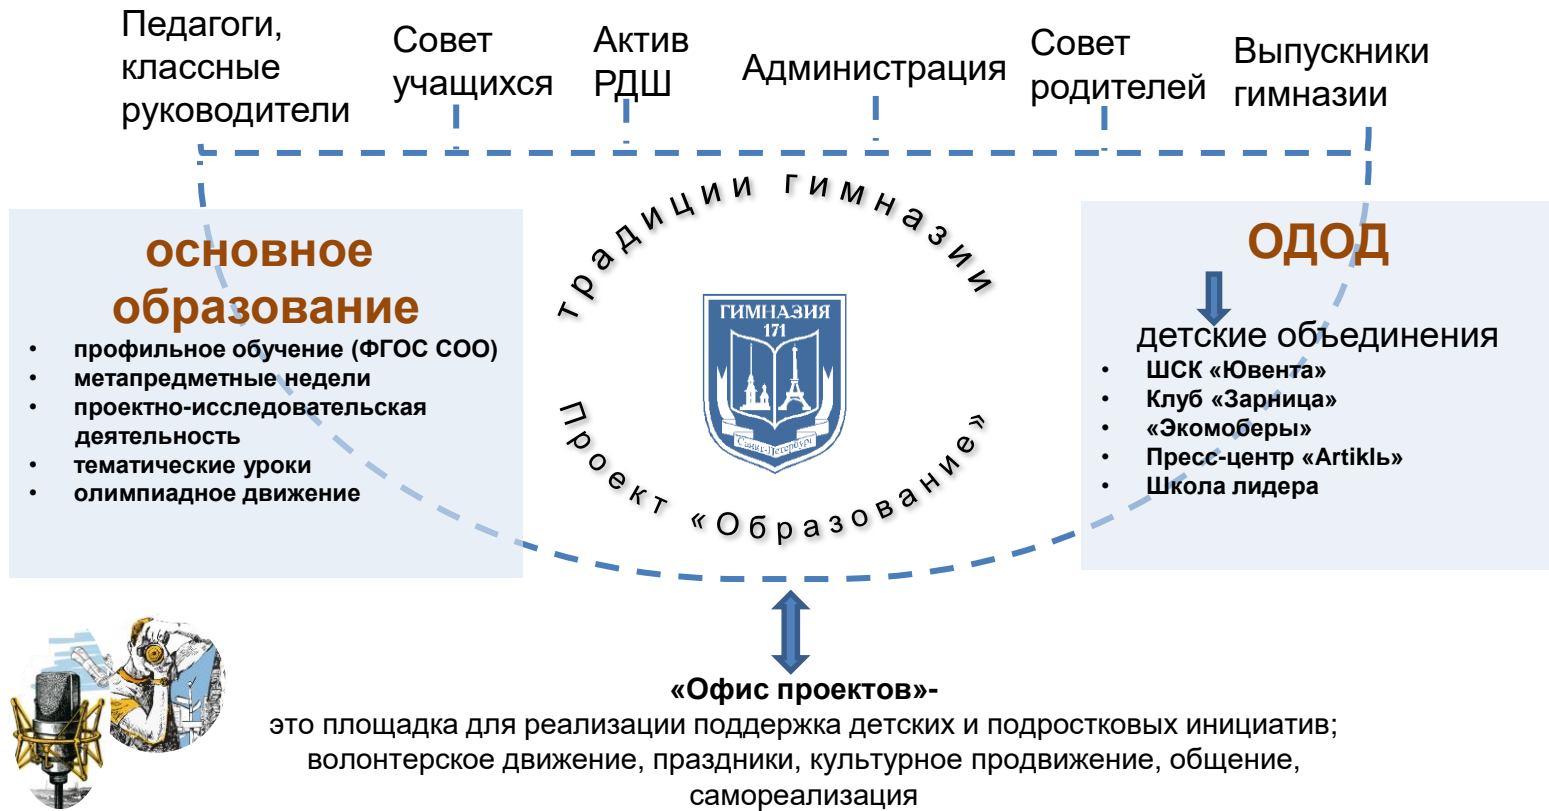 Педагоги,
классные
руководители
Совет
учащихся
Актив
РДШ
Администрация
Совет
родителей
Выпускники
гимназии
традиции гимназии
основное
образование
• профильное обучение (ФГОС СОО)
• метапредметные недели
• проектно-исследовательская
деятельность
• тематические уроки
• олимпиадное движение
ГИМНАЗИЯ
171
Санкт-Петербург
Проект «Образование»
ОДОД
детские объединения
• ШСК «Ювента»
• Клуб «Зарница»
• «Экомоберы»
• Пресс-центр «Artiklь»
• Школа лидера
«Офис проектов»-
это площадка для реализации поддержка детских и подростковых инициатив;
волонтерское движение, праздники, культурное продвижение, общение,
самореализация